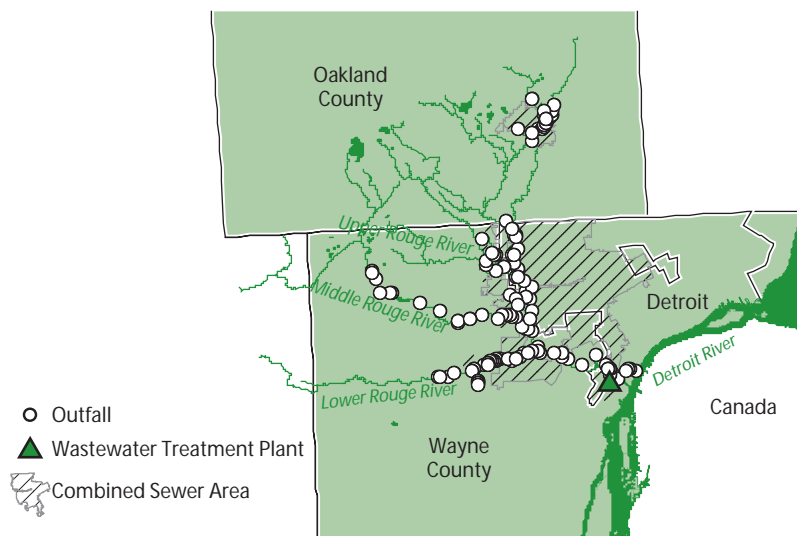 Oakland
County
Upper Rouge River
Middle Rouge River
Detroit
Detroit River
Lower Rouge River
Canada
Wayne
County
Outfall
Wastewater Treatment Plant
Combined Sewer Area